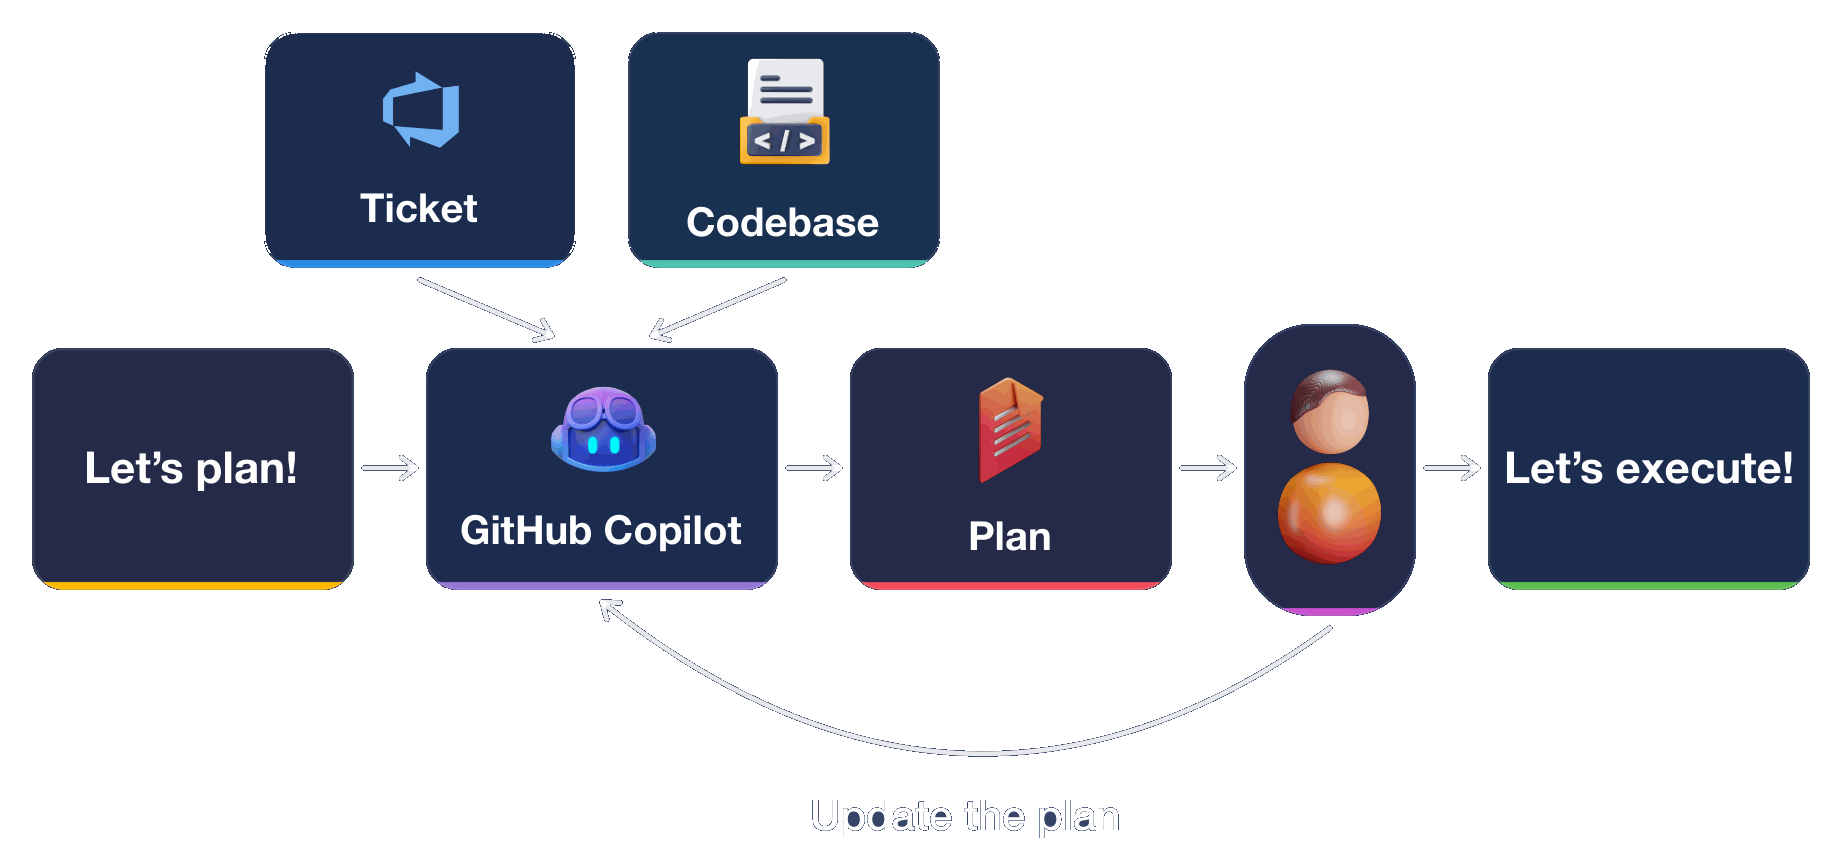 Ticket
Codebase
</>
Let’s plan!
GitHub Copilot
Plan
Let’s execute!
Update the plan